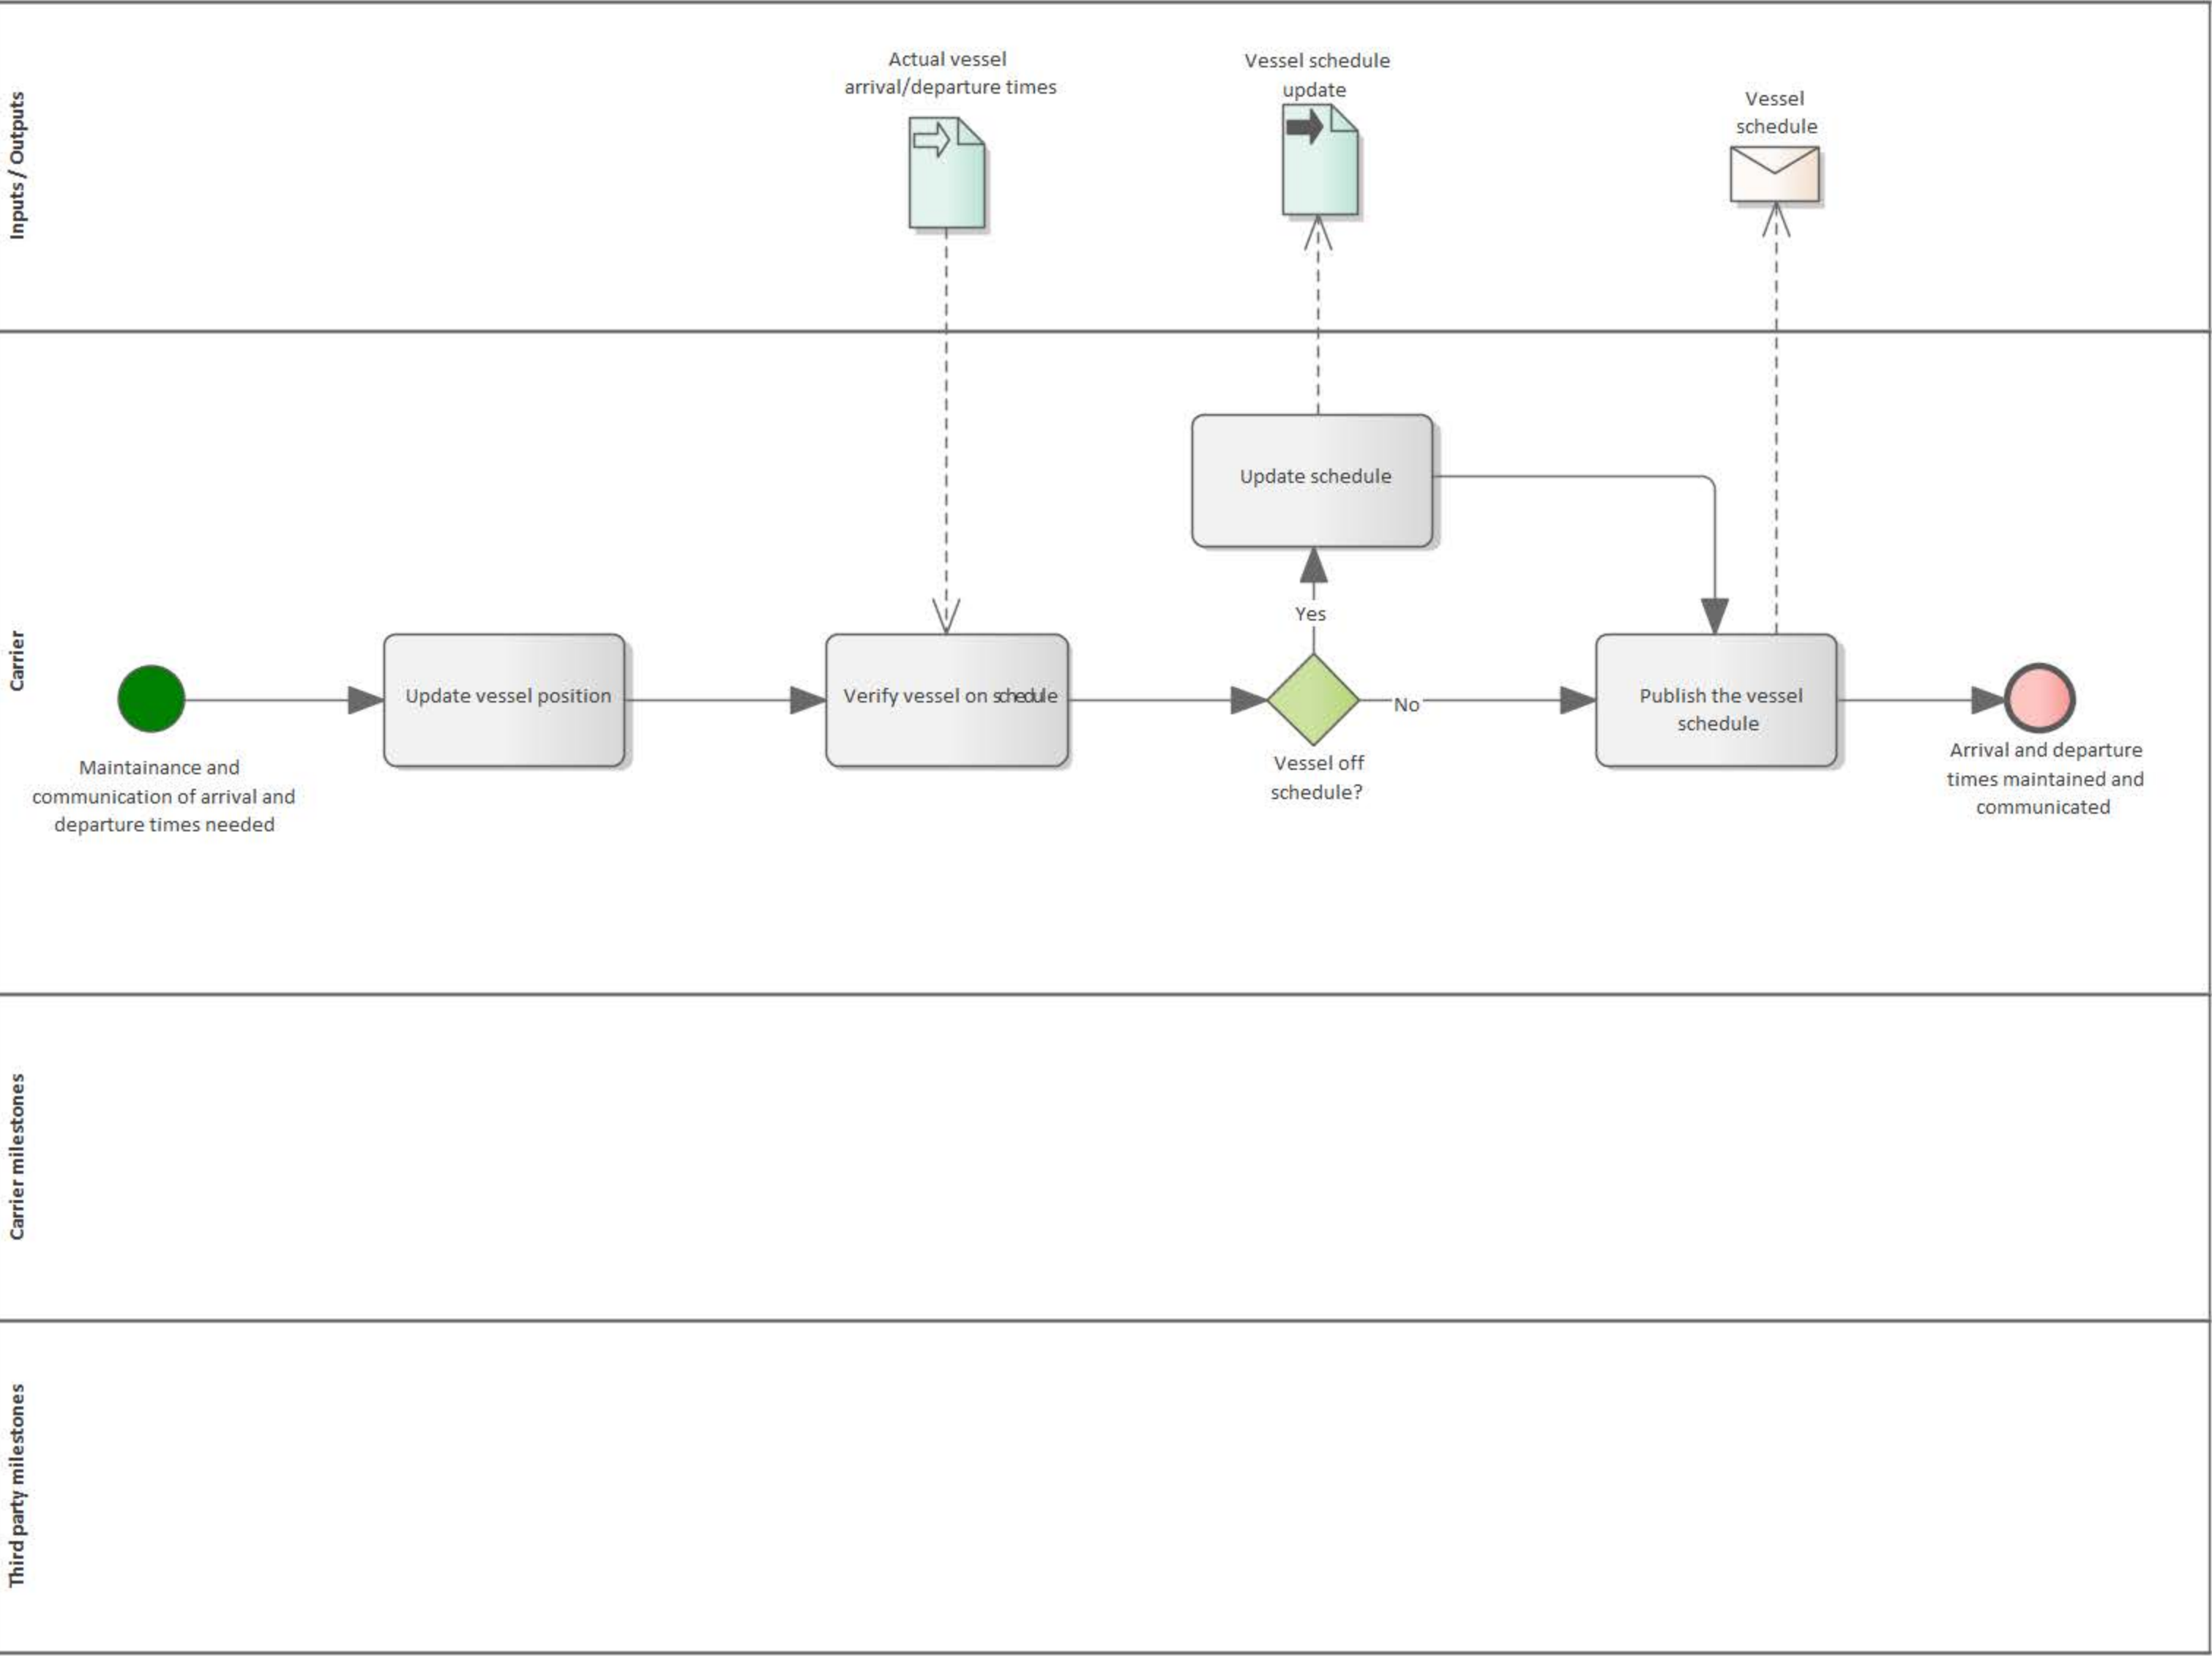 Inputs / Outputs
Actual vessel
arrival/departure times
Vessel schedule
update
Vessel
schedule
Carrier
Maintainance and
communication of arrival and
departure times needed
Update vessel position
Verify vessel on schedule
Update schedule
Yes
No
Vessel off
schedule?
Publish the vessel
schedule
Arrival and departure
times maintained and
communicated
Carrier milestones
Third party milestones